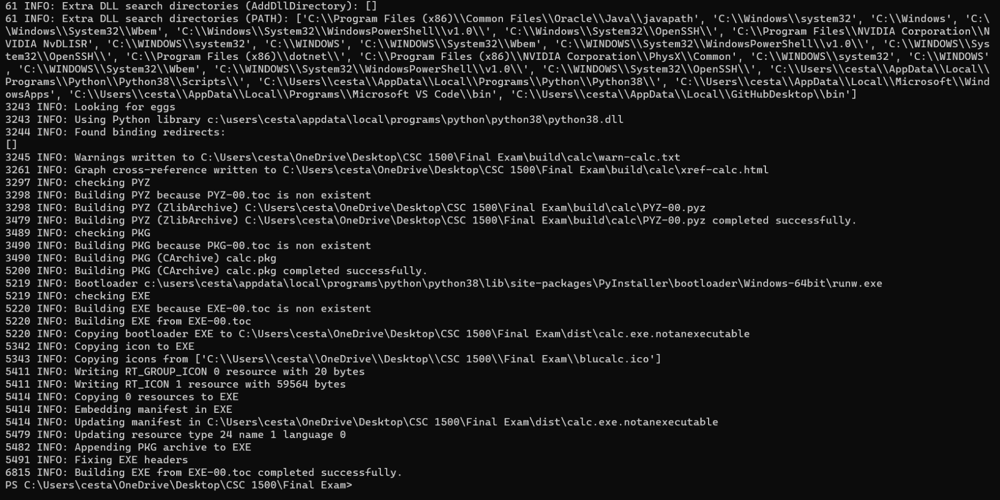 61 INFO: Extra DLL search directories (AddDllDirectory): []
61 INFO: Extra DLL search directories (PATH): ['C:\\Program Files (x86)\\Common Files\\Oracle\\Java\\javapath', 'C:\\Windows\\system32', 'C:\\Windows', 'C:\
\Windows\\System32\\Wbem', 'C:\\Windows\\System32\\WindowsPowerShell\\v1.0\\', 'C:\\Windows\\System32\\OpenSSH\\', 'C:\\Program Files\\NVIDIA Corporation\\N
VIDIA NvDLISR', 'C:\\WINDOWS\\system32', 'C:\\WINDOWS', 'C:\\WINDOWS\\System32\\Wbem', 'C:\\WINDOWS\\System32\\WindowsPowerShell\\v1.0\\', 'C:\\WINDOWS\\Sys
tem32\\OpenSSH\\', 'C:\\Program Files (x86)\\dotnet\\', 'C:\\Program Files (x86)\\NVIDIA Corporation\\PhysX\\Common', 'C:\\WINDOWS\\system32', 'C:\\WINDOWS'
, 'C:\\WINDOWS\\System32\\Wbem', 'C:\\WINDOWS\\System32\\WindowsPowerShell\\v1.0\\', 'C:\\WINDOWS\\System32\\OpenSSH\\', 'C:\\Users\\cesta\\AppData\\Local\\
Programs\\Python\\Python38\\Scripts\\', 'C:\\Users\\cesta\\AppData\\Local\\Programs\\Python\\Python38\\', 'C:\\Users\\cesta\\AppData\\Local\\Microsoft\\Wind
owsApps', 'C:\\Users\\cesta\\AppData\\Local\\Programs\\Microsoft VS Code\\bin', 'C:\\Users\\cesta\\AppData\\Local\\GitHubDesktop\\bin']
3243 INFO: Looking for eggs
3243 INFO: Using Python library c:\users\cesta\appdata\local\programs\python\python38\python38.dll
3244 INFO: Found binding redirects:
[]
3245 INFO: Warnings written to C:\Users\cesta\OneDrive\Desktop\CSC 1500\Final Exam\build\calc\warn-calc.txt
3261 INFO: Graph cross-reference written to C:\Users\cesta\OneDrive\Desktop\CSC 1500\Final Exam\build\calc\xref-calc.html
3297 INFO: checking PYZ
3298 INFO: Building PYZ because PYZ-00.toc is non existent
3298 INFO: Building PYZ (ZlibArchive) C:\Users\cesta\OneDrive\Desktop\CSC 1500\Final Exam\build\calc\PYZ-00.pyz
3479 INFO: Building PYZ (ZlibArchive) C:\Users\cesta\OneDrive\Desktop\CSC 1500\Final Exam\build\calc\PYZ-00.pyz completed successfully.
3489 INFO: checking PKG
3490 INFO: Building PKG because PKG-00.toc is non existent
3490 INFO: Building PKG (CArchive) calc.pkg
5200 INFO: Building PKG (CArchive) calc.pkg completed successfully.
5219 INFO: Bootloader c:\users\cesta\appdata\local\programs\python\python38\lib\site-packages\PyInstaller\bootloader\Windows-64bit\runw.exe
5219 INFO: checking EXE
5220 INFO: Building EXE because EXE-00.toc is non existent
5220 INFO: Building EXE from EXE-00.toc
5220 INFO: Copying bootloader EXE to C:\Users\cesta\OneDrive\Desktop\CSC 1500\Final Exam\dist\calc.exe.notanexecutable
5342 INFO: Copying icon to EXE
5343 INFO: Copying icons from ['C:\\Users\\cesta\\OneDrive\\Desktop\\CSC 1500\\Final Exam\\blucalc.ico']
5411 INFO: Writing RT_GROUP_ICON 0 resource with 20 bytes
5411 INFO: Writing RT_ICON 1 resource with 59564 bytes
5414 INFO: Copying 0 resources to EXE
5414 INFO: Embedding manifest in EXE
5414 INFO: Updating manifest in C:\Users\cesta\OneDrive\Desktop\CSC 1500\Final Exam\dist\calc.exe.notanexecutable
5479 INFO: Updating resource type 24 name 1 language 0
5482 INFO: Appending PKG archive to EXE
5491 INFO: Fixing EXE headers
6815 INFO: Building EXE from EXE-00.toc completed successfully.
PS C:\Users\cesta\OneDrive\Desktop\CSC 1500\Final Exam>